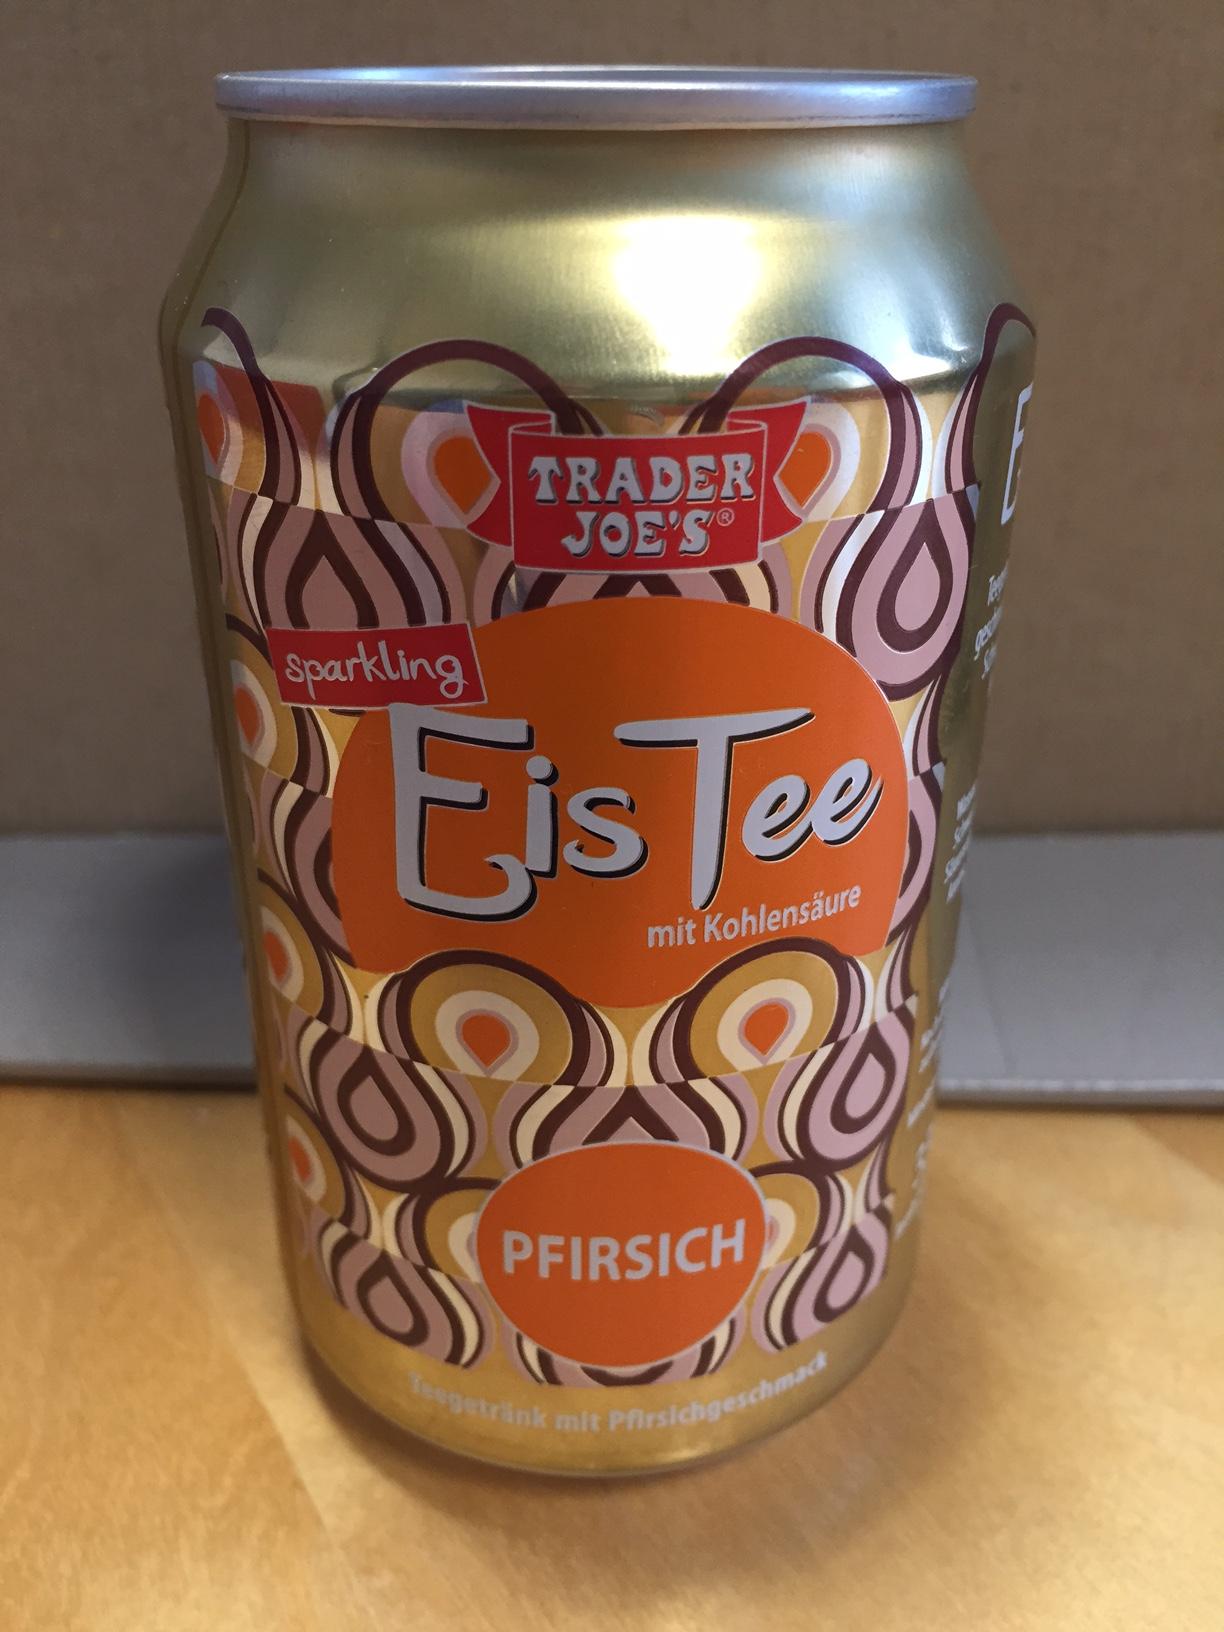 TRADER
JOE'S®
sparkling
EisTee
mit Kohlensäure
PFIRSICH
Teegetränk mit Pfirsichgeschmack